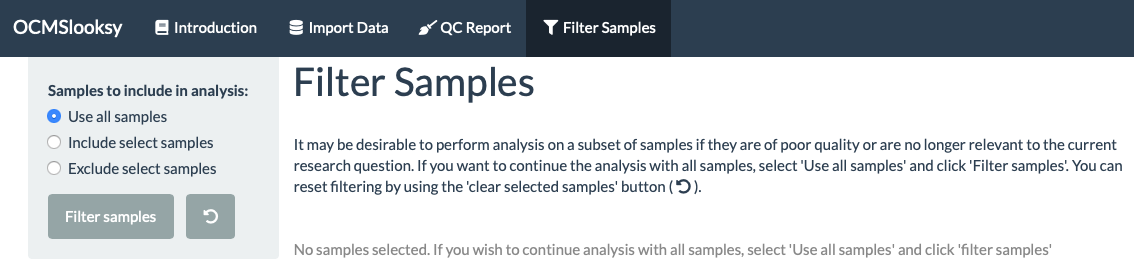 OCMSlooksy Introduction Import Data QC Report Filter Samples
Samples to include in analysis:
Use all samples
Include select samples
Exclude select samples
Filter samples
Filter Samples
It may be desirable to perform analysis on a subset of samples if they are of poor quality or are no longer relevant to the current
research question. If you want to continue the analysis with all samples, select 'Use all samples' and click 'Filter samples'. You can
reset filtering by using the 'clear selected samples' button ( ).
No samples selected. If you wish to continue analysis with all samples, select 'Use all samples' and click 'filter samples'